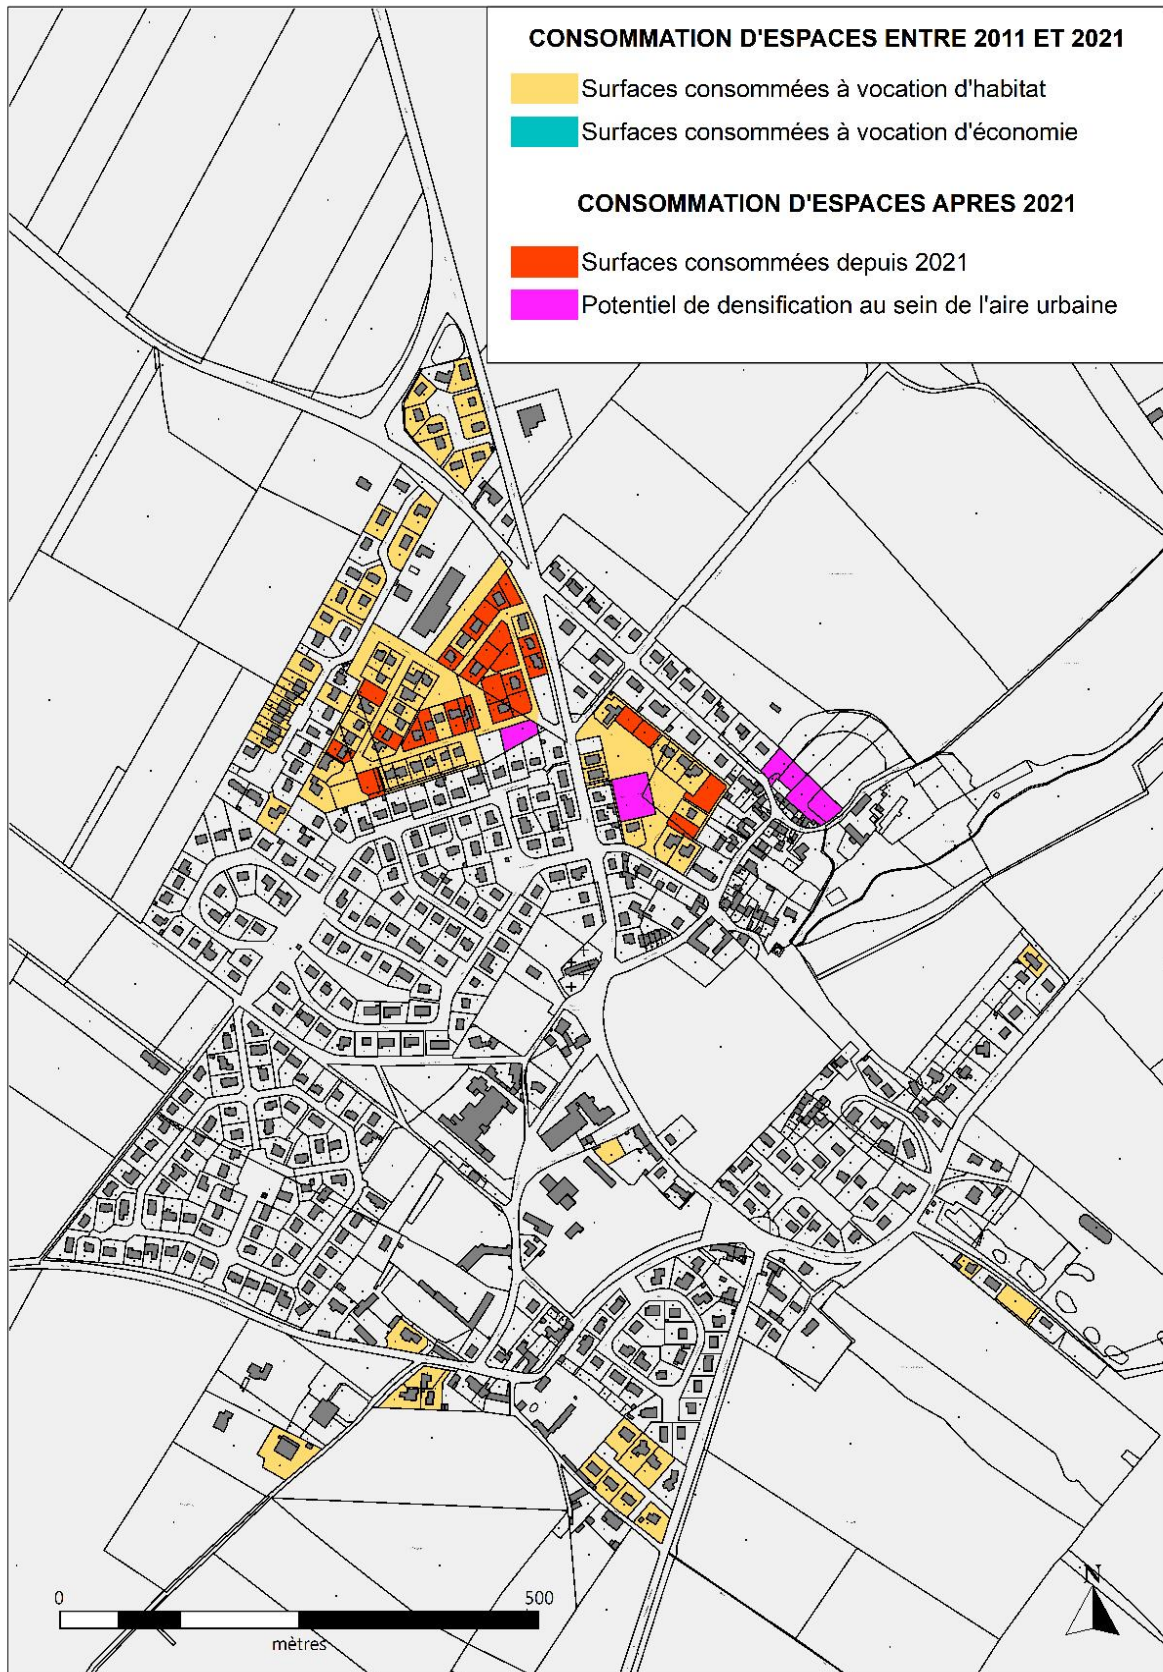 CONSOMMATION D'ESPACES ENTRE 2011 ET 2021
Surfaces consommées à vocation d'habitat
Surfaces consommées à vocation d'économie
CONSOMMATION D'ESPACES APRES 2021
Surfaces consommées depuis 2021
Potentiel de densification au sein de l'aire urbaine
N
0 500
mètres